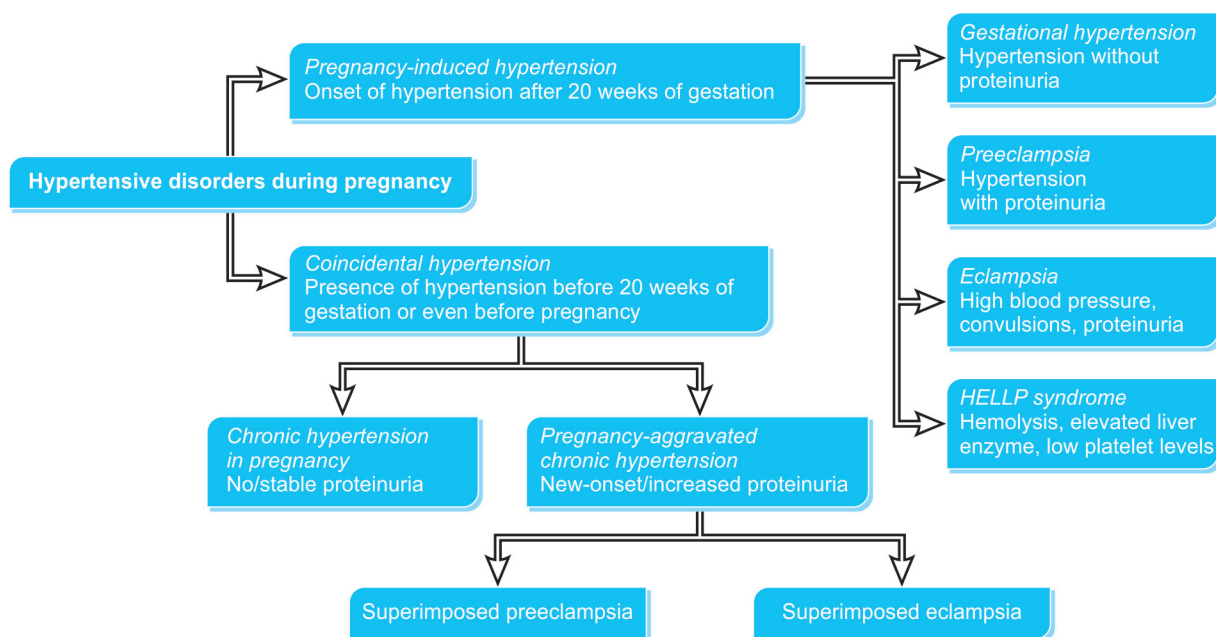 Hypertensive disorders during pregnancy
Pregnancy-induced hypertension
Onset of hypertension after 20 weeks of gestation
Gestational hypertension
Hypertension without
proteinuria
Preeclampsia
Hypertension
with proteinuria
Eclampsia
High blood pressure,
convulsions, proteinuria
HELLP syndrome
Hemolysis, elevated liver
enzyme, low platelet levels
Coincidental hypertension
Presence of hypertension before 20 weeks of
gestation or even before pregnancy
Chronic hypertension
in pregnancy
No/stable proteinuria
Pregnancy-aggravated
chronic hypertension
New-onset/increased proteinuria
Superimposed preeclampsia
Superimposed eclampsia